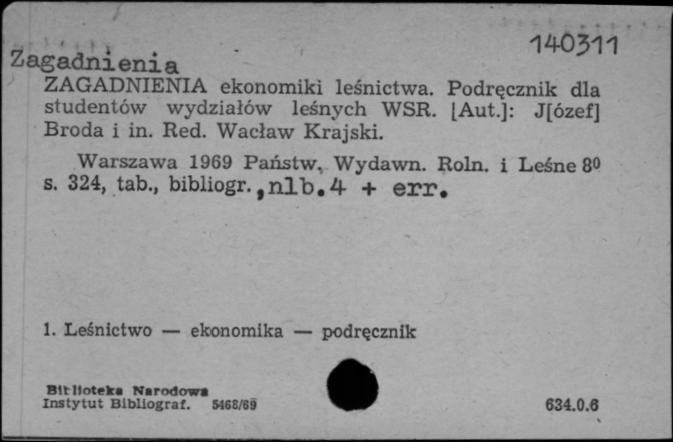 140311
Zagadnienia
ZAGADNIENIA ekonomiki leśnictwa. Podręcznik dla
studentów wydziałów leśnych WSR. [Aut.]: J[ózef]
Broda i in. Red. Wacław Krajski.
Warszawa 1969 Państw. Wydawn. Roln. i Leśne 8⁰
s. 324, tab., bibliogr., nlb. 4 + err.
1. Leśnictwo — ekonomika — podręcznik
Biblioteka Narodowa
Instytut Bibliograf. 5468/69
634.0.6